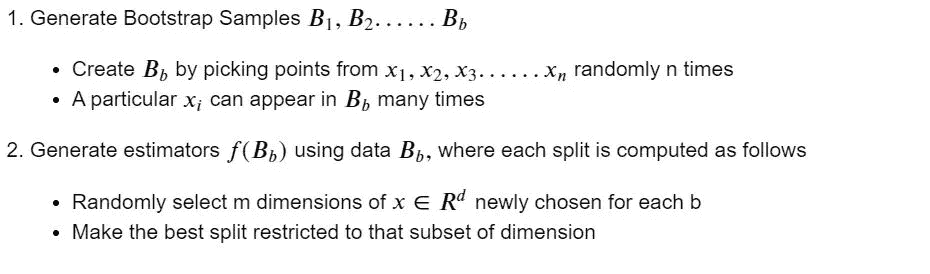 1. Generate Bootstrap Samples B₁, B₂...... B_b
• Create B_b by picking points from x₁, x₂, x₃...... xₙ randomly n times
• A particular xᵢ can appear in B_b many times
2. Generate estimators f(B_b) using data B_b, where each split is computed as follows
• Randomly select m dimensions of x ∈ R^d newly chosen for each b
• Make the best split restricted to that subset of dimension